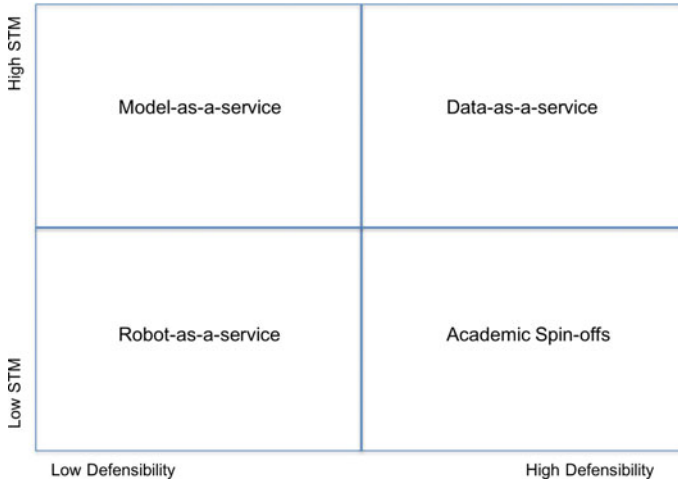 High STM
Model-as-a-service
Data-as-a-service
Low STM
Robot-as-a-service
Academic Spin-offs
Low Defensibility
High Defensibility